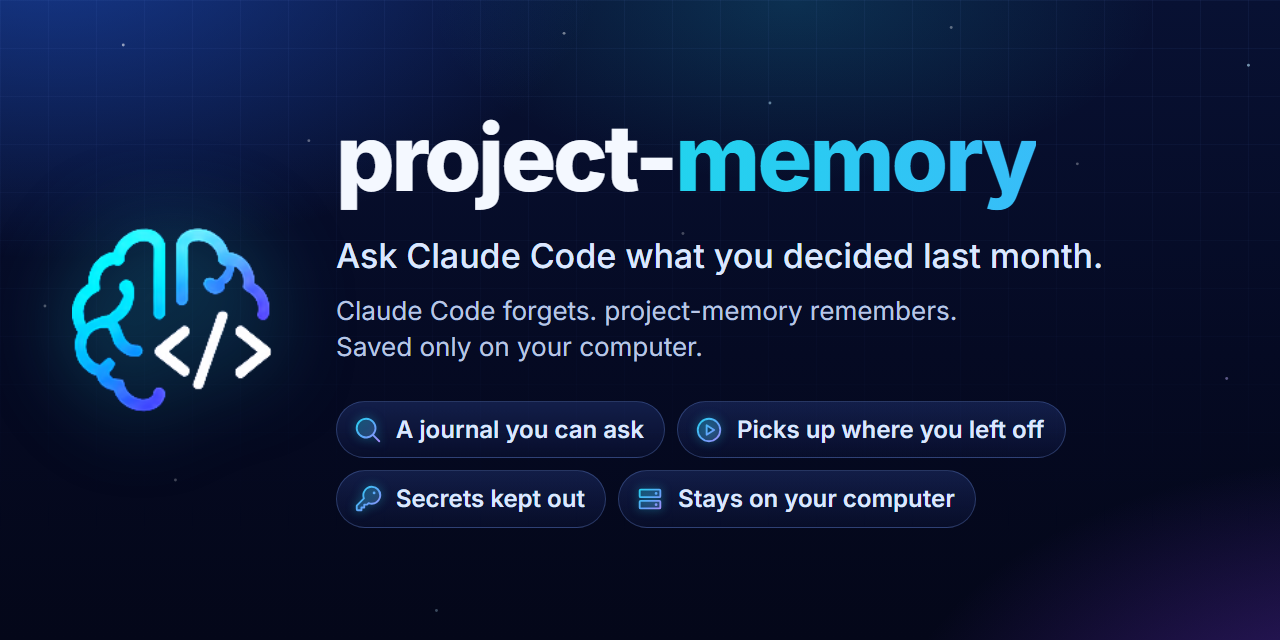 project-memory
Ask Claude Code what you decided last month.
Claude Code forgets. project-memory remembers.
Saved only on your computer.
</>
A journal you can ask
Picks up where you left off
Secrets kept out
Stays on your computer